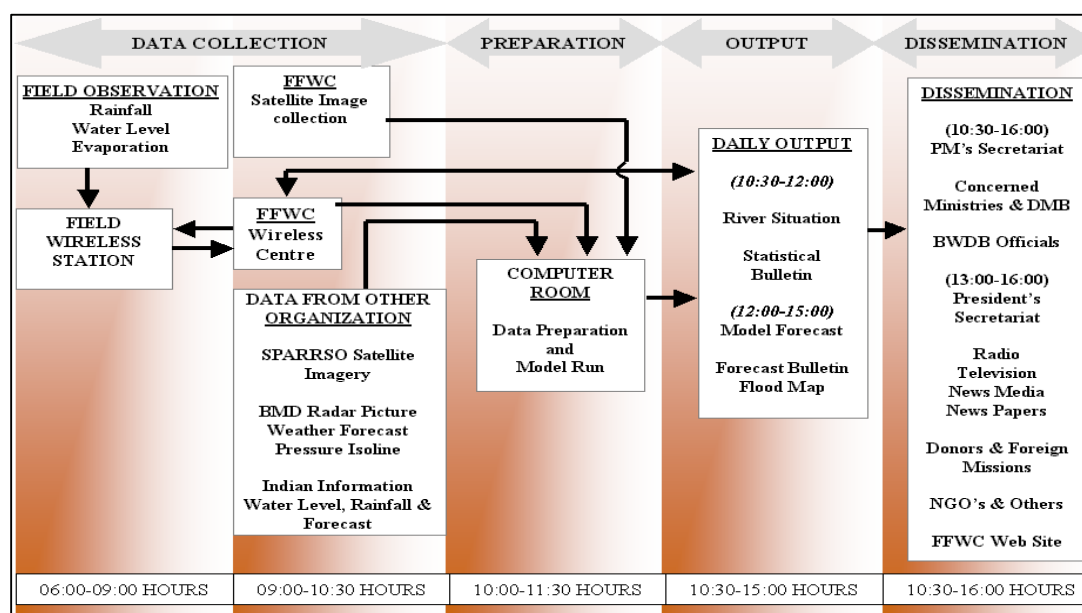 DATA COLLECTION
PREPARATION
OUTPUT
DISSEMINATION
FIELD OBSERVATION
Rainfall
Water Level
Evaporation
FIELD
WIRELESS
STATION
FFWC
Satellite Image
collection
FFWC
Wireless
Centre
DATA FROM OTHER
ORGANIZATION
SPARRSO Satellite
Imagery
BMD Radar Picture
Weather Forecast
Pressure Isoline
Indian Information
Water Level, Rainfall &
Forecast
COMPUTER
ROOM
Data Preparation
and
Model Run
DAILY OUTPUT
(10:30-12:00)
River Situation
Statistical
Bulletin
(12:00-15:00)
Model Forecast
Forecast Bulletin
Flood Map
DISSEMINATION
(10:30-16:00)
PM's Secretariat
Concerned
Ministries & DMB
BWDB Officials
(13:00-16:00)
President's
Secretariat
Radio
Television
News Media
News Papers
Donors & Foreign
Missions
NGO's & Others
FFWC Web Site
06:00-09:00 HOURS
09:00-10:30 HOURS
10:00-11:30 HOURS
10:30-15:00 HOURS
10:30-16:00 HOURS